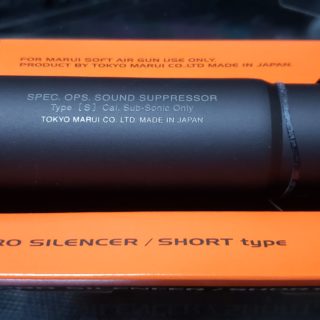 FOR MARUI SOFT AIR GUN USE ONLY.
PRODUCT BY TOKYO MARUI CO.LTD MADE IN JAPAN.
SPEC. OPS. SOUND SUPPRESSOR
Type [S] Cal. Sub-Sonic Only
TOKYO MARUI CO. LTD. MADE IN JAPAN
RO SILENCER / SHORT type